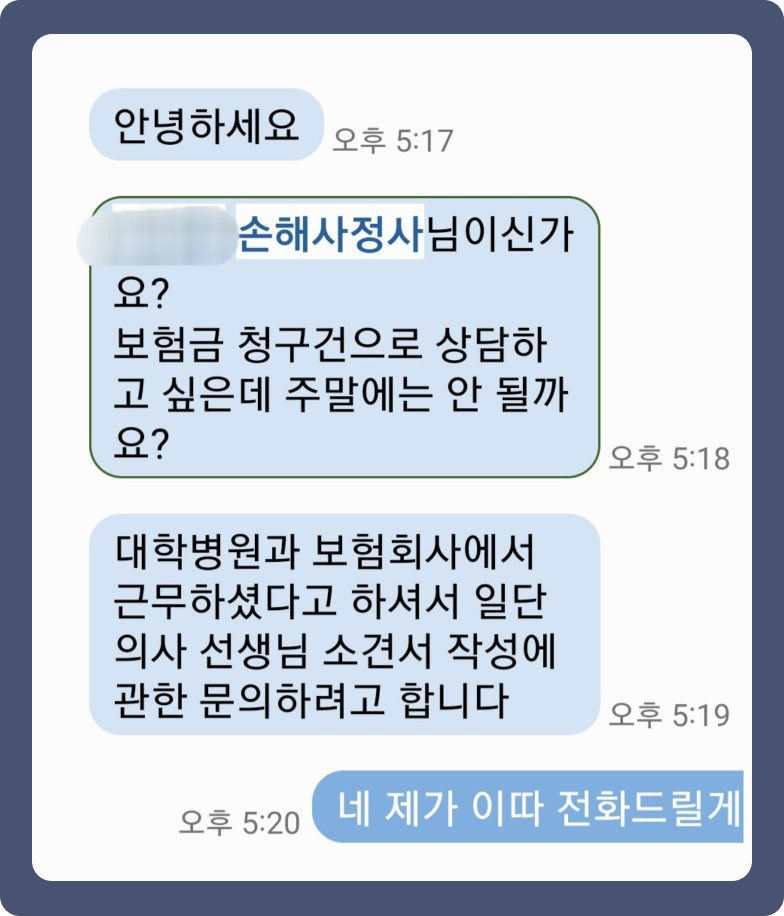 안녕하세요
오후 5:17
손해사정사님이신가
요?
보험금 청구건으로 상담하
고 싶은데 주말에는 안 될까
요?
오후 5:18
대학병원과 보험회사에서
근무하셨다고 하셔서 일단
의사 선생님 소견서 작성에
관한 문의하려고 합니다
오후 5:19
네 제가 이따 전화드릴게
오후 5:20